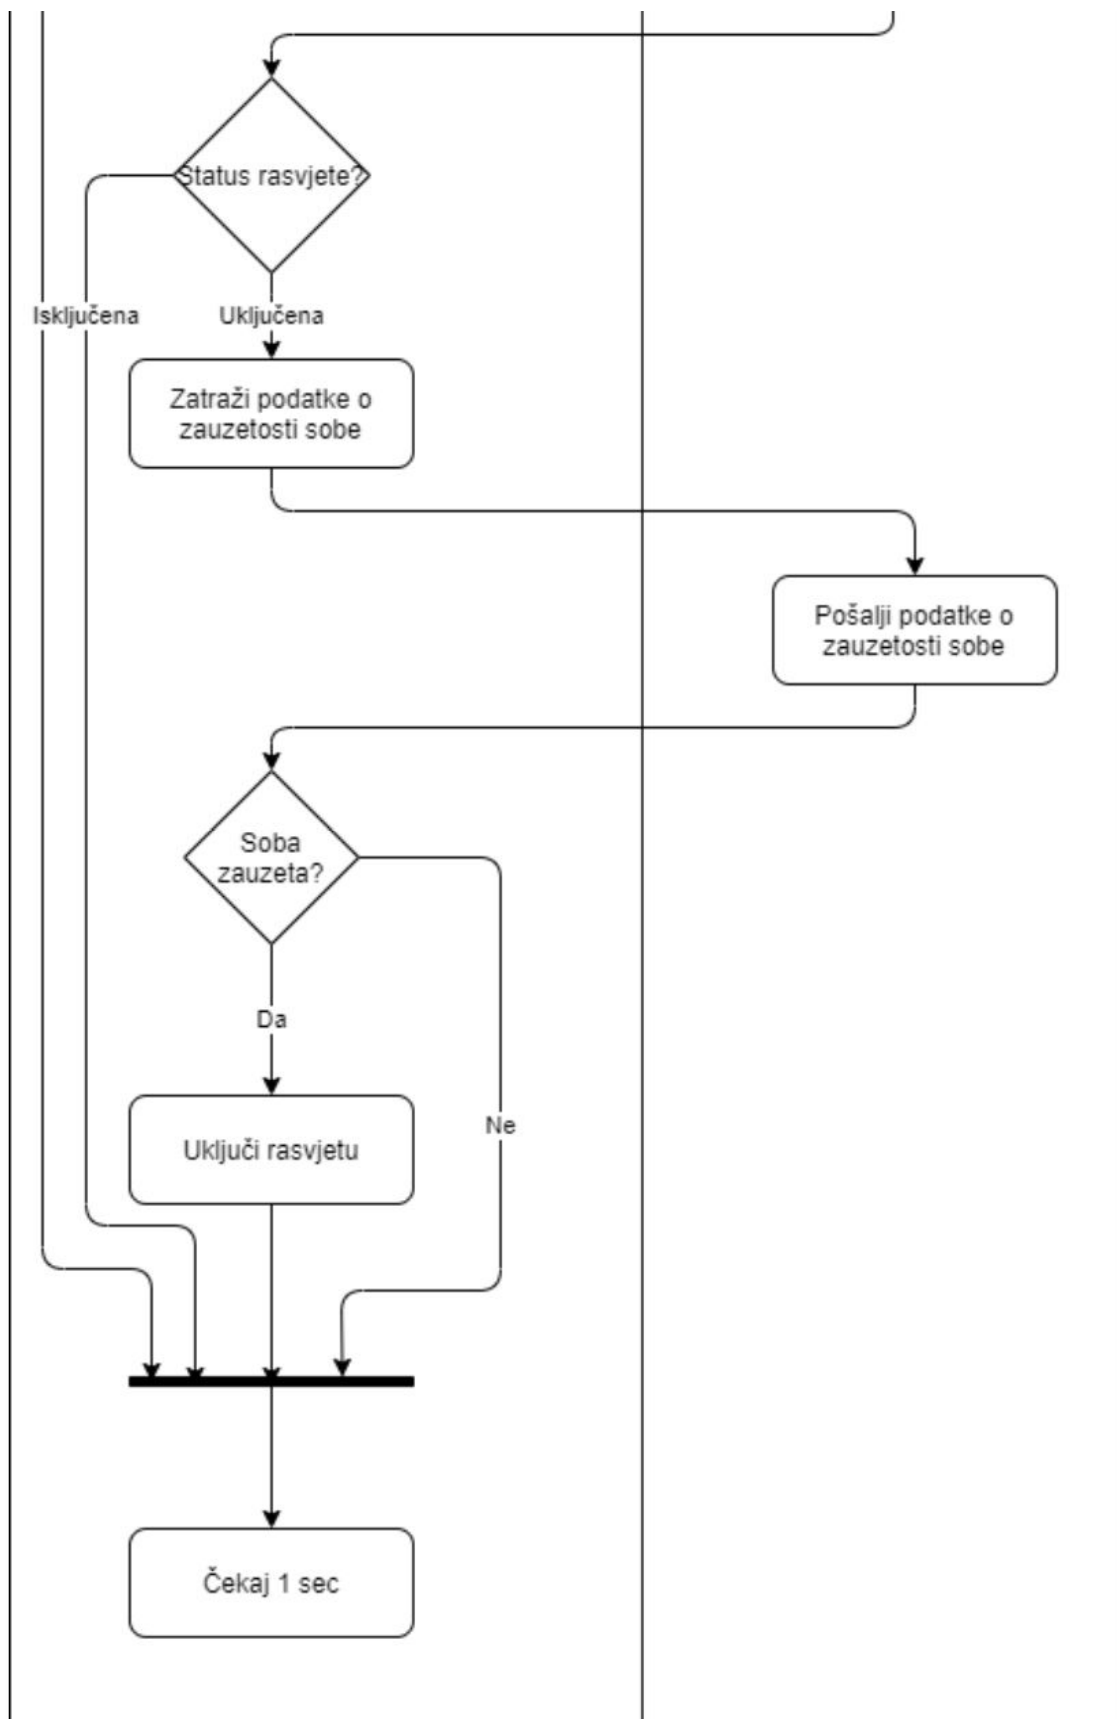 Status rasvjete?
Isključena
Uključena
Zatraži podatke o
zauzetosti sobe
Pošalji podatke o
zauzetosti sobe
Soba
zauzeta?
Da
Ne
Uključi rasvjetu
Čekaj 1 sec